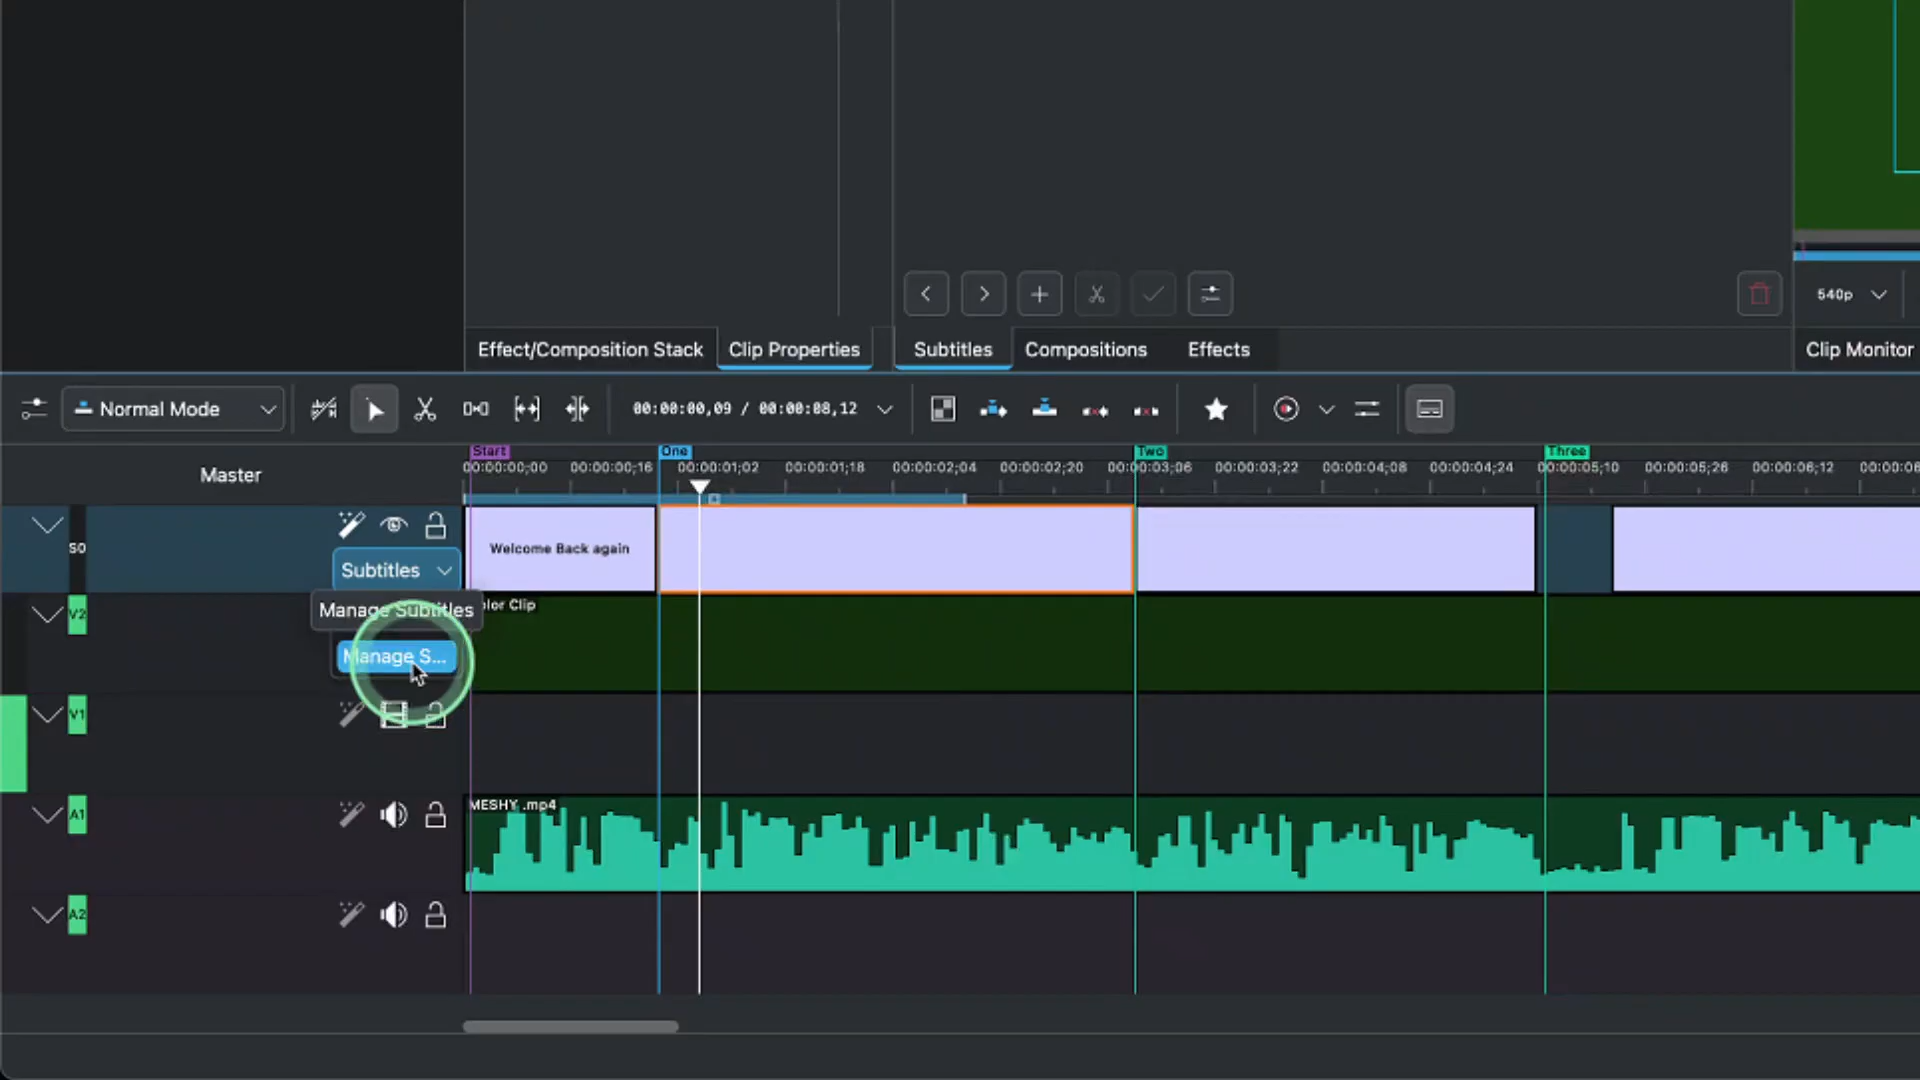 540p
Effect/Composition Stack
Clip Properties
Subtitles
Compositions
Effects
Clip Monitor
Normal Mode
00:00:00,09 / 00:00:08,12
Start
One
Two
Three
Master
00:00:00;00
00:00:00;16
00:00:01;02
00:00:01;18
00:00:02;04
00:00:02;20
00:00:03;06
00:00:03;22
00:00:04;08
00:00:04;24
00:00:05;10
00:00:05;26
00:00:06;12
00:00:06
S0
Welcome Back again
Subtitles
Manage Subtitles
olor Clip
V2
Manage S...
V1
A1
MESHY .mp4
A2